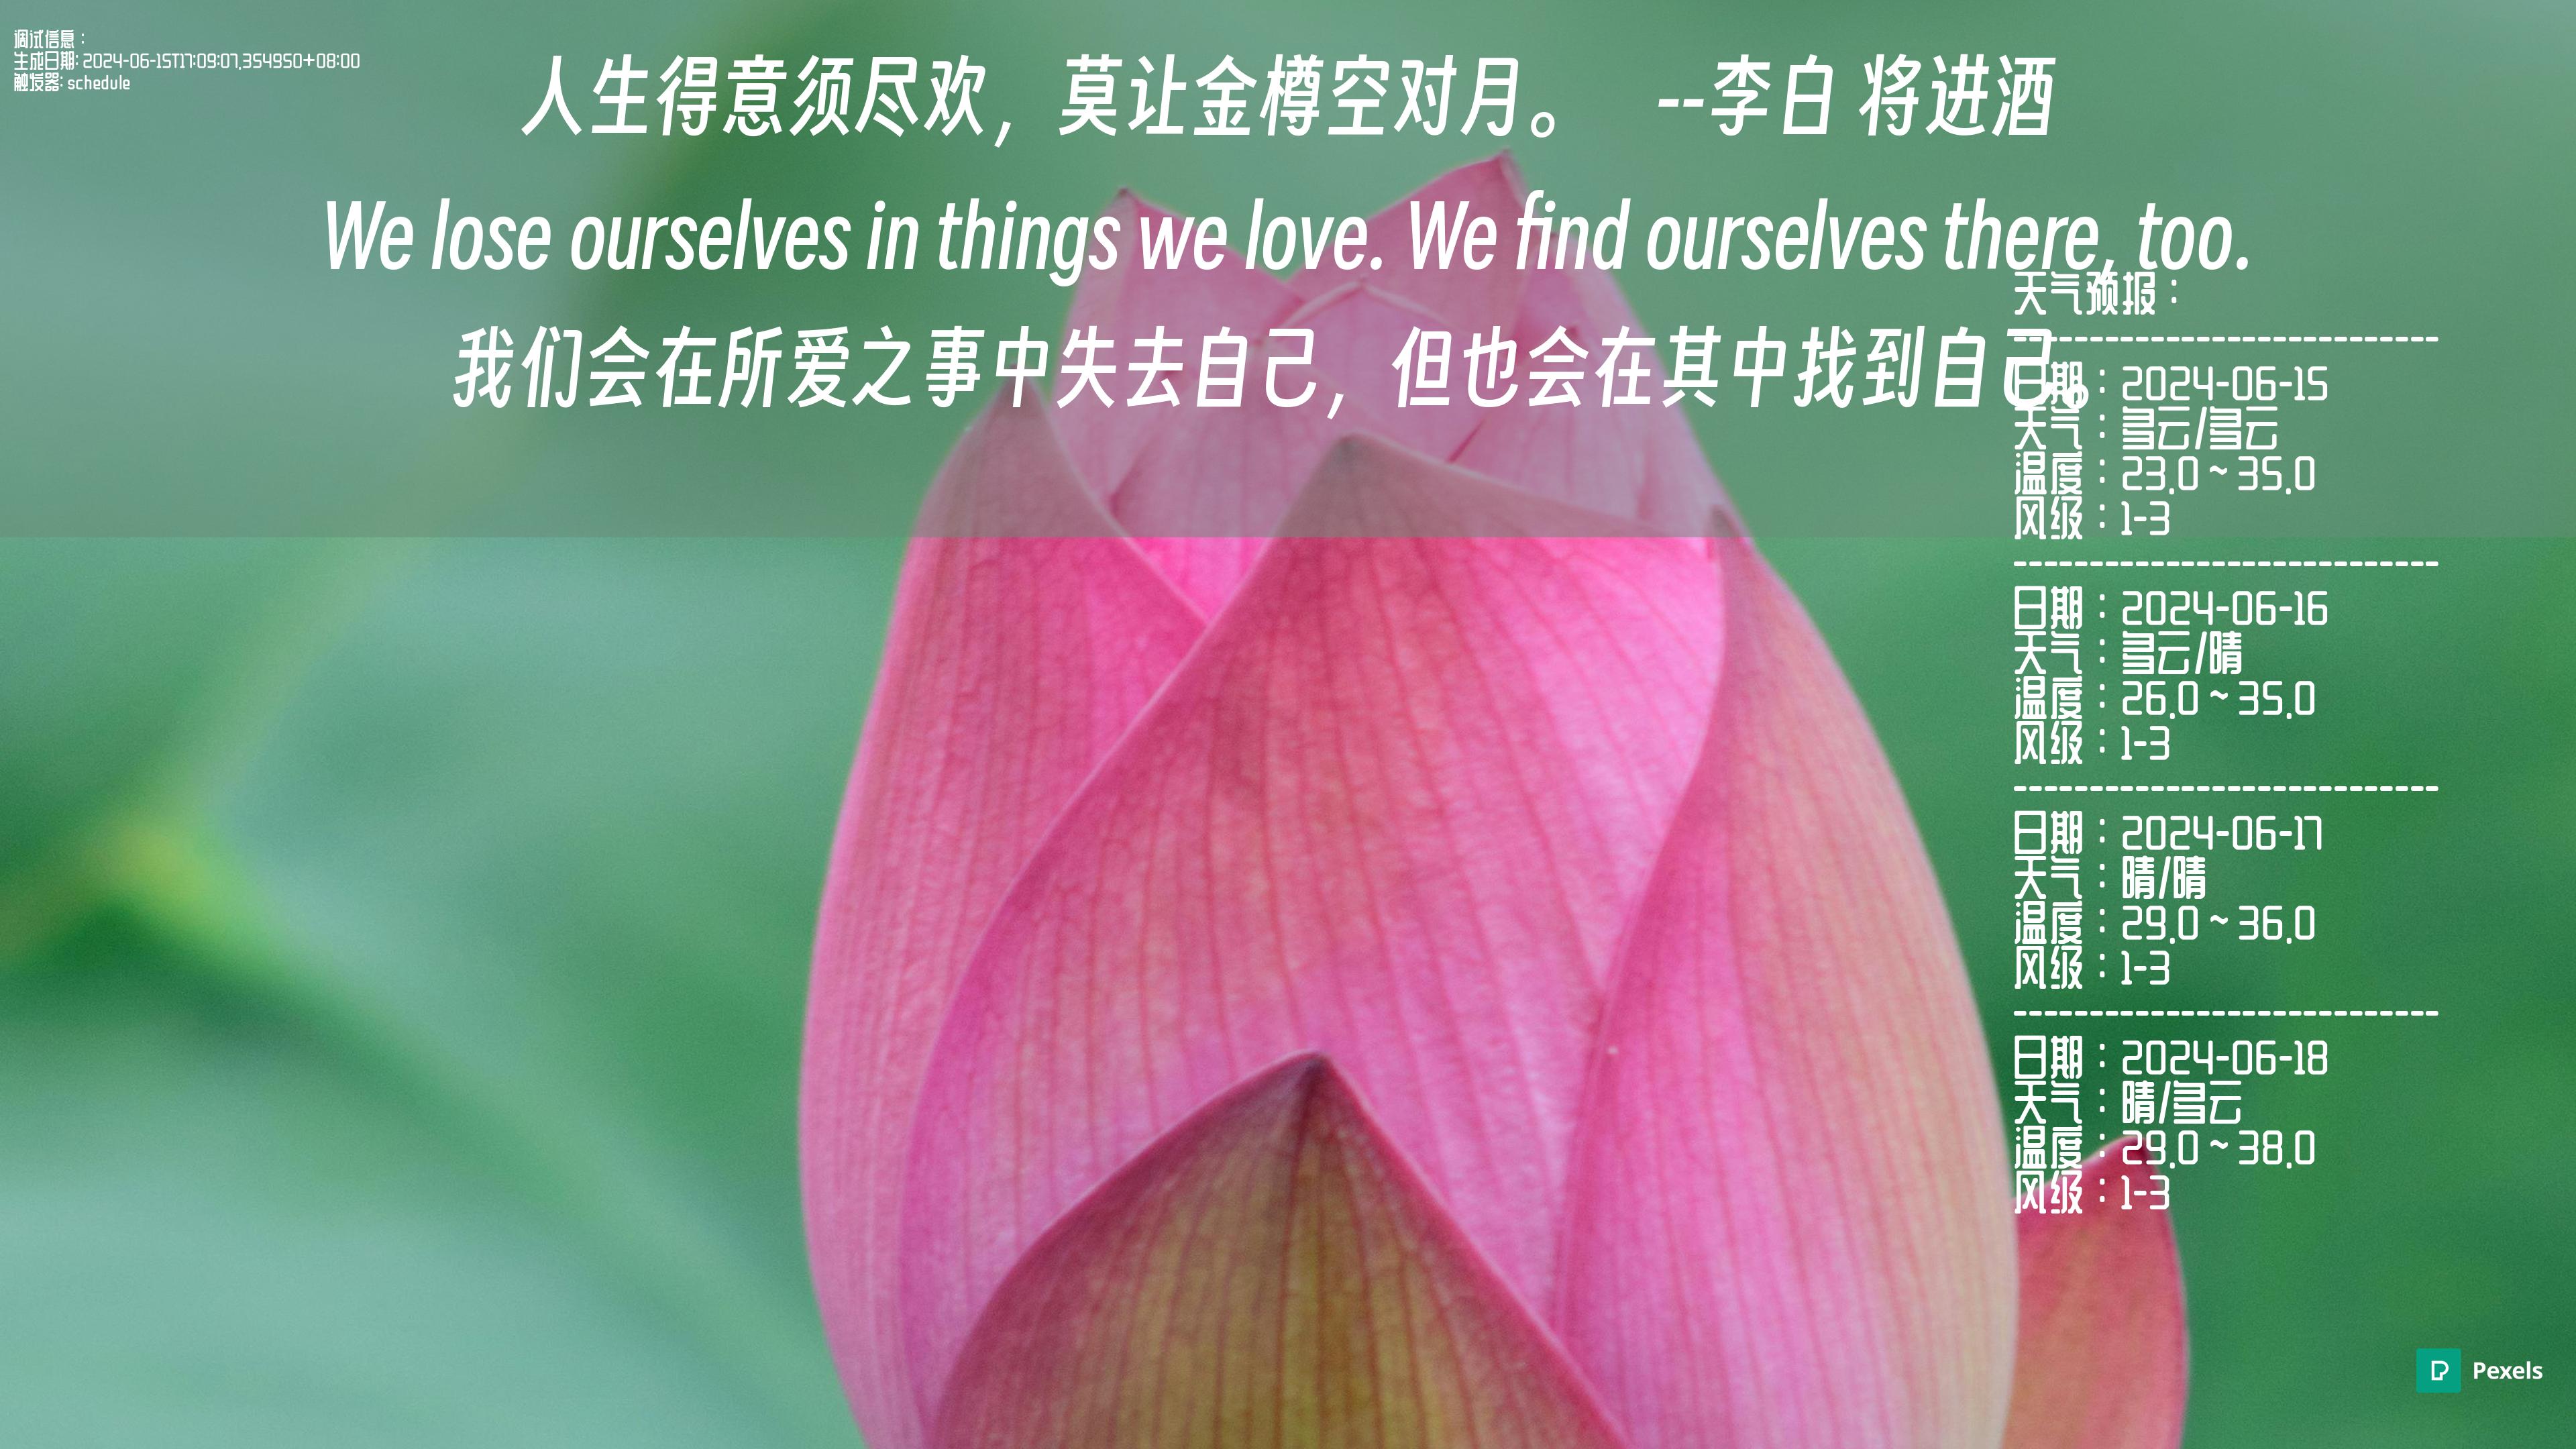 调试信息：
生成日期: 2024-06-15T17:09:07.354950+08:00
触发器: schedule
人生得意须尽欢，莫让金樽空对月。 --李白 将进酒
We lose ourselves in things we love. We find ourselves there, too.
我们会在所爱之事中失去自己，但也会在其中找到自己。
天气预报：
----------------------------
日期：2024-06-15
天气：多云/多云
温度：23.0 ~ 35.0
风级：1-3
----------------------------
日期：2024-06-16
天气：多云/晴
温度：26.0 ~ 35.0
风级：1-3
----------------------------
日期：2024-06-17
天气：晴/晴
温度：29.0 ~ 36.0
风级：1-3
----------------------------
日期：2024-06-18
天气：晴/多云
温度：29.0 ~ 38.0
风级：1-3
Pexels